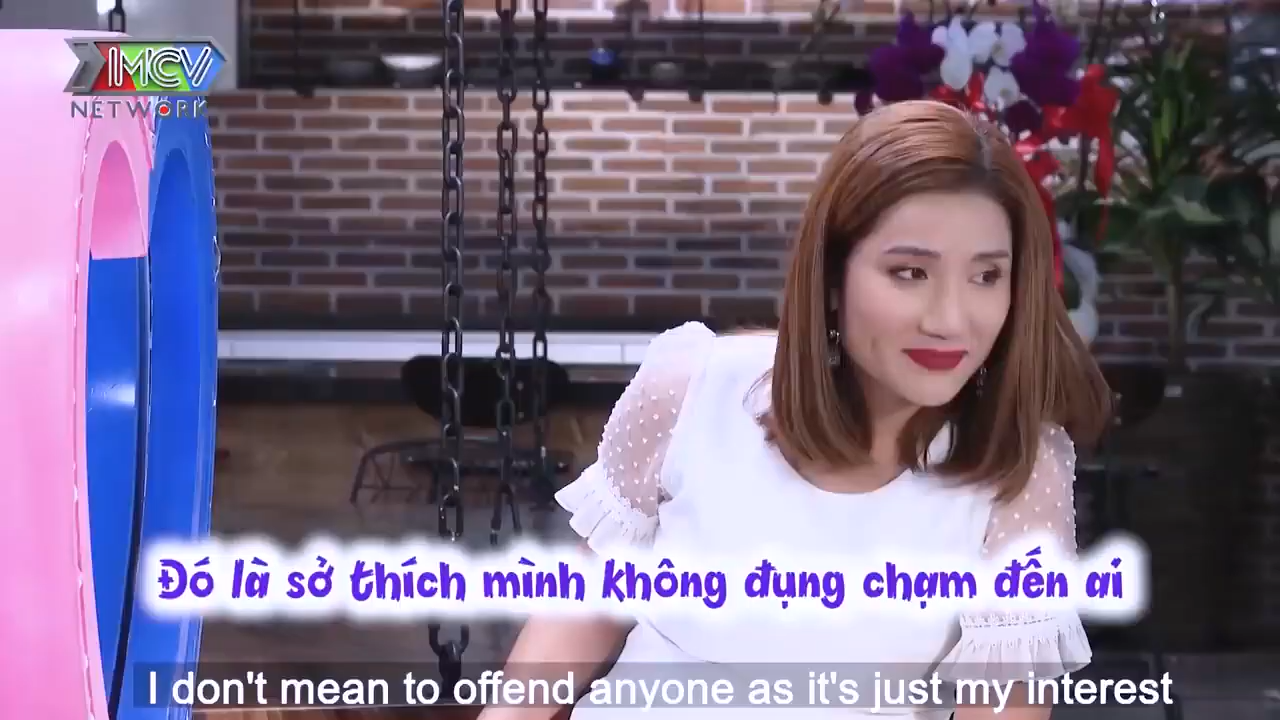 MCV
NETWORK
Đó là sở thích mình không đụng chạm đến ai
I don't mean to offend anyone as it's just my interest